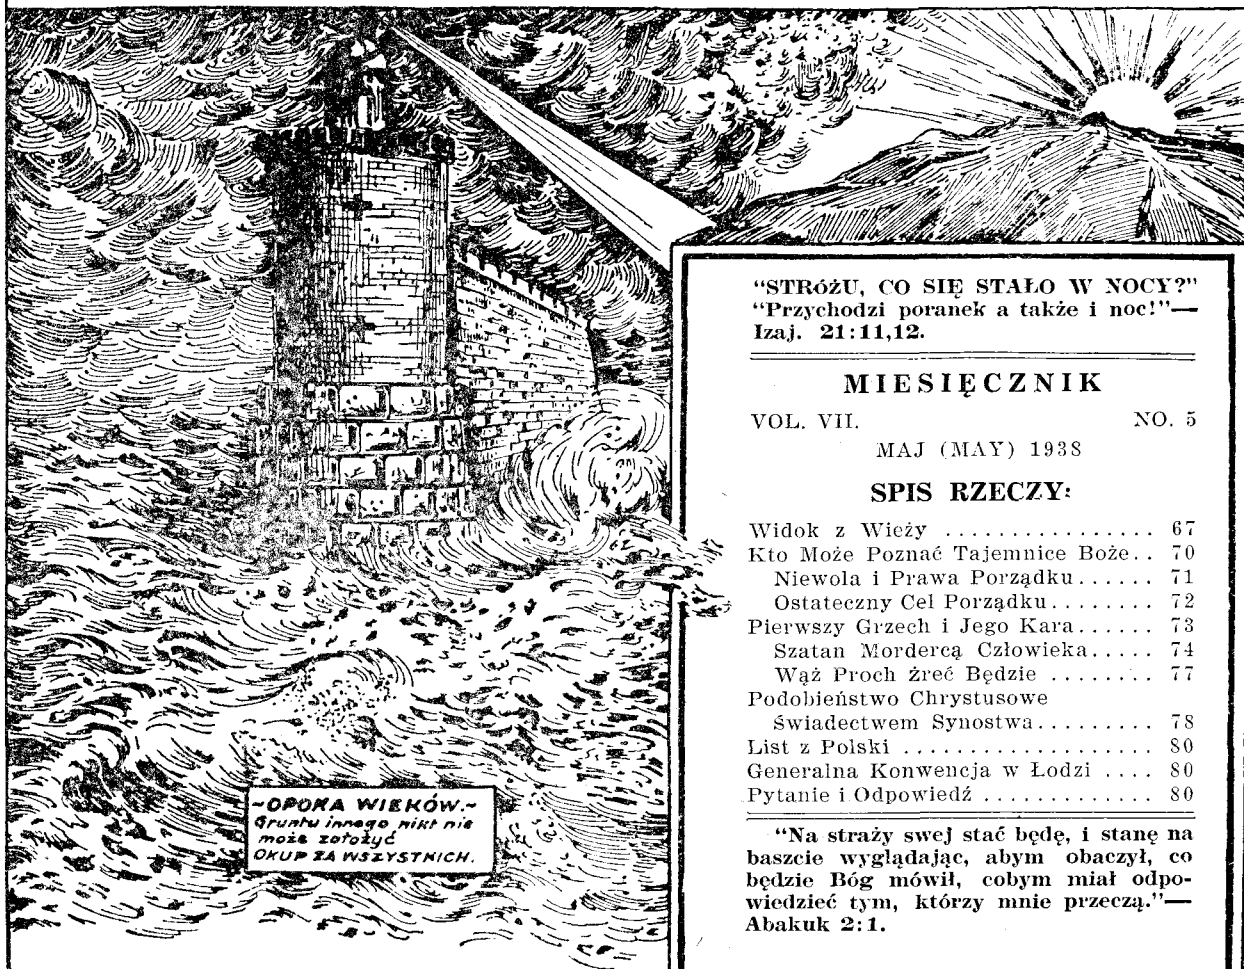 “STRÓŻU, CO SIĘ STAŁO W NOCY?”
“Przychodzi poranek a także i noc!”—
Izaj. 21:11,12.
MIESIĘCZNIK
VOL. VII. NO. 5
MAJ (MAY) 1938
SPIS RZECZY:
Widok z Wieży ................ 67
Kto Może Poznać Tajemnice Boże.. 70
Niewola i Prawa Porządku...... 71
Ostateczny Cel Porządku........ 72
Pierwszy Grzech i Jego Kara...... 73
Szatan Mordercą Człowieka..... 74
Wąż Proch Żreć Będzie ........ 77
Podobieństwo Chrystusowe
Świadectwem Synostwa......... 78
List z Polski ................... 80
Generalna Konwencja w Łodzi .... 80
Pytanie i Odpowiedź ............. 80
“Na straży swej stać będę, i stanę na
baszcie wyglądając, abym obaczył, co
będzie Bóg mówił, cobym miał odpo-
wiedzieć tym, którzy mnie przeczą.”—
Abakuk 2:1.
~OPOKA WIEKÓW.~
Gruntu innego nikt nie
może założyć
OKUP ZA WSZYSTKICH.